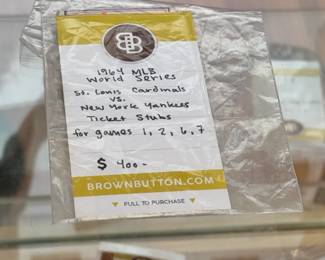 BB
1964 MLB
World Series
St. Louis Cardinals
vs.
New York Yankees
Ticket Stubs
for games 1, 2, 6, 7
$ 400-
BROWNBUTTON.COM
PULL TO PURCHASE